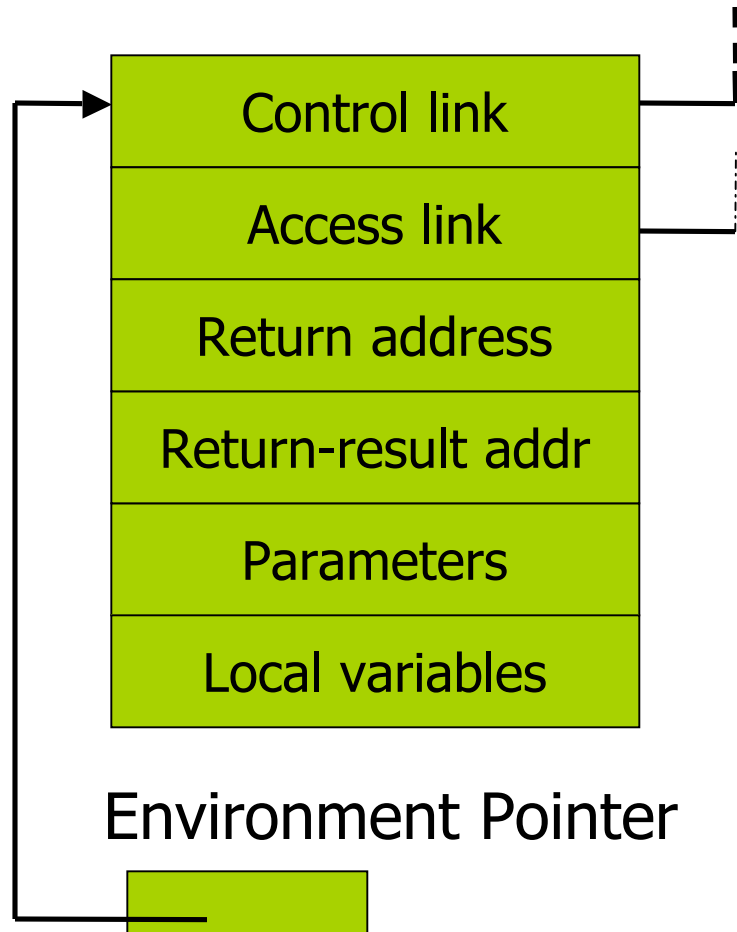 Control link
Access link
Return address
Return-result addr
Parameters
Local variables
Environment Pointer